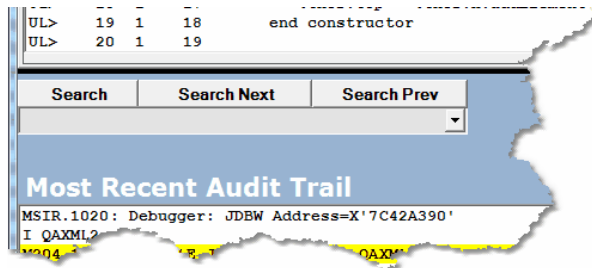 UL> 19 1 18 end constructor
UL> 20 1 19
Search Search Next Search Prev
Most Recent Audit Trail
MSIR.1020: Debugger: JDBW Address=X'7C42A390'
I QAXML2